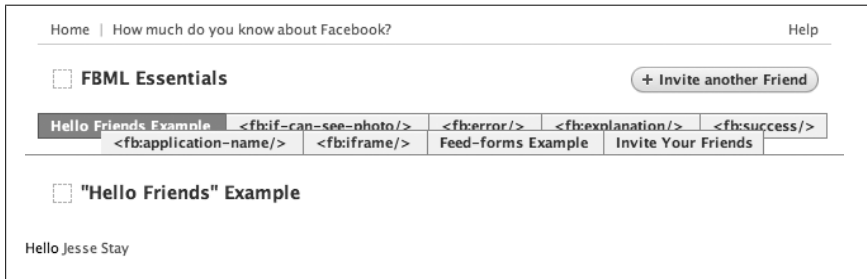 Home | How much do you know about Facebook? Help
FBML Essentials + Invite another Friend
Hello Friends Example <fb:if-can-see-photo/> <fb:error/> <fb:explanation/> <fb:success/>
<fb:application-name/> <fb:iframe/> Feed-forms Example Invite Your Friends
"Hello Friends" Example
Hello Jesse Stay